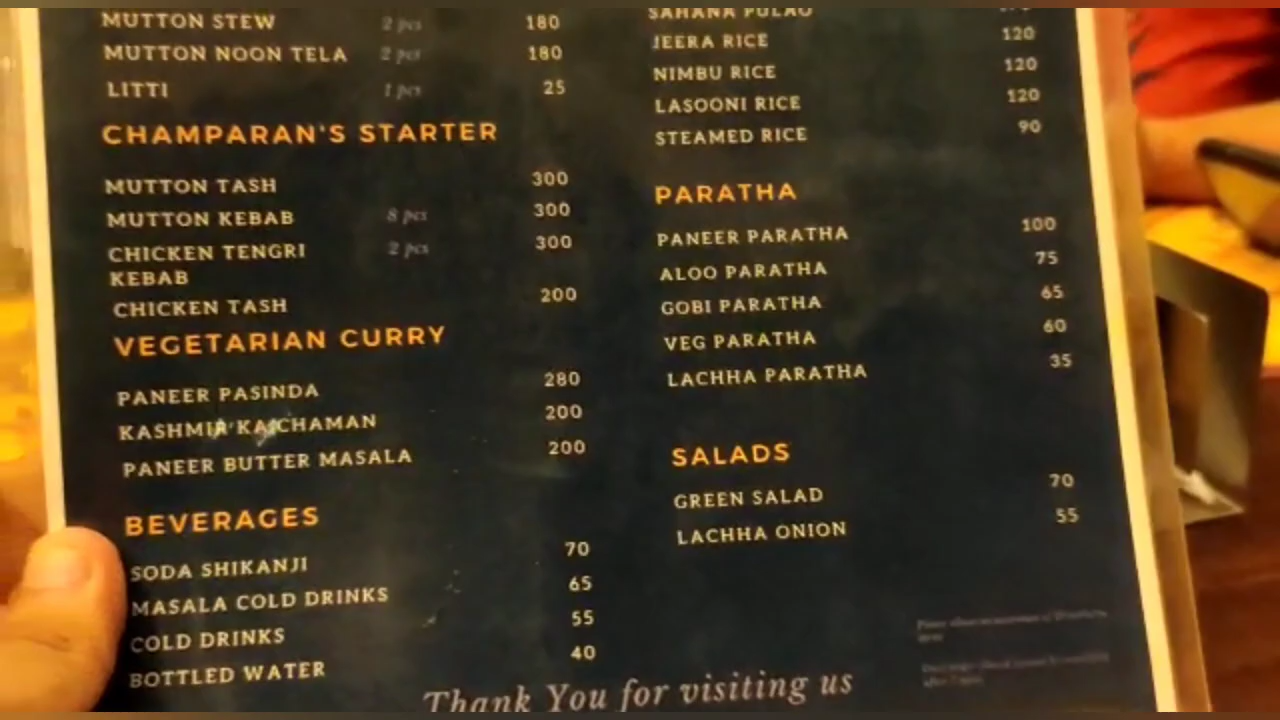 MUTTON STEW 2 pcs 180
MUTTON NOON TELA 2 pcs 180
LITTI 1 pcs 25
CHAMPARAN'S STARTER
MUTTON TASH 300
MUTTON KEBAB 8 pcs 300
CHICKEN TENGRI 2 pcs 300
KEBAB
CHICKEN TASH 200
VEGETARIAN CURRY
PANEER PASINDA 280
KASHMIR KA CHAMAN 200
PANEER BUTTER MASALA 200
BEVERAGES
SODA SHIKANJI 70
MASALA COLD DRINKS 65
COLD DRINKS 55
BOTTLED WATER 40
SAHANA PULAO
JEERA RICE 120
NIMBU RICE 120
LASOONI RICE 120
STEAMED RICE 90
PARATHA
PANEER PARATHA 100
ALOO PARATHA 75
GOBI PARATHA 65
VEG PARATHA 60
LACHHA PARATHA 35
SALADS
GREEN SALAD 70
LACHHA ONION 55
Thank You for visiting us